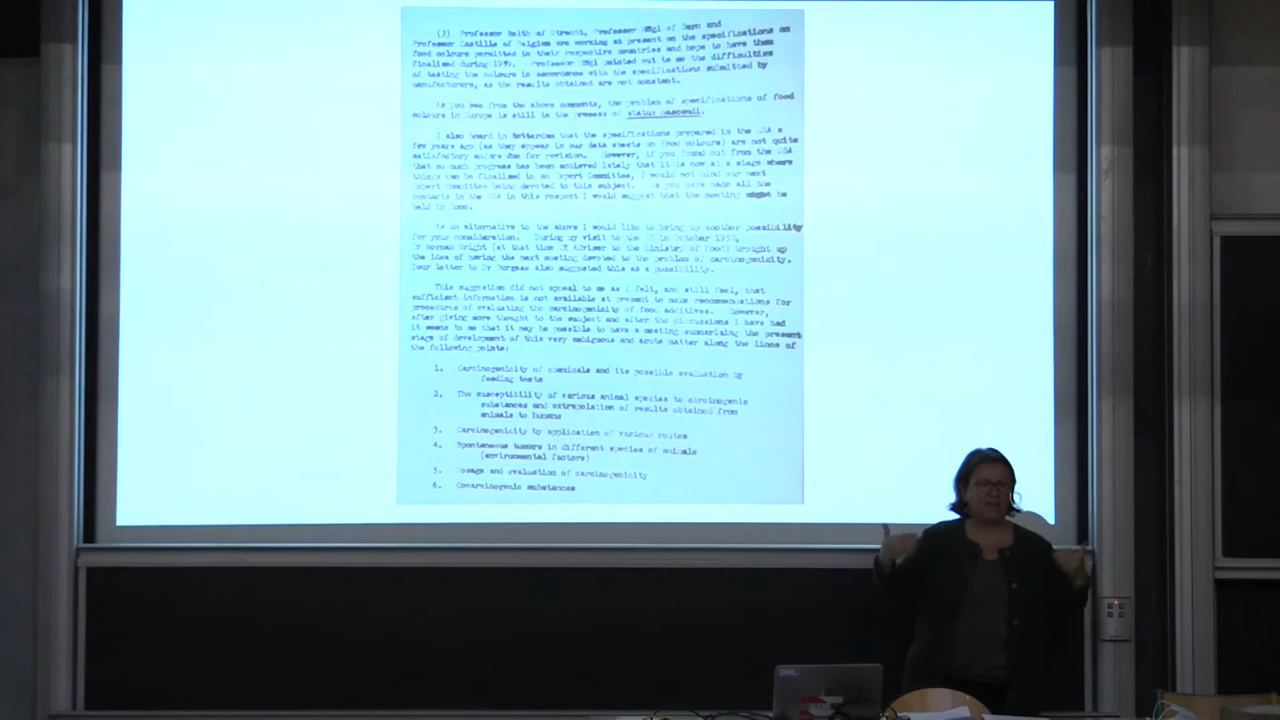 (3) Professor Reith of Utrecht, Professor Högl of Bern and
Professor Castille of Belgium are working at present on the specifications on
food colours permitted in their respective countries and hope to have them
finalised during 1959. Professor Högl pointed out to me the difficulties
of testing the colours in accordance with the specifications submitted by
manufacturers, as the results obtained are not constant.
As you see from the above comments, the problem of specifications of food
colours in Europe is still in the process of status nascendi.
I also heard in Rotterdam that the specifications prepared in the USA a
few years ago (as they appear in our data sheets on food colours) are not quite
satisfactory and are due for revision. However, if you found out from the USA
that so much progress has been achieved lately that it is now at a stage where
things can be finalized in an Expert Committee, I would not mind our next
Expert Committee being devoted to this subject. As you have made all the
contacts in the USA in this respect I would suggest that the meeting might be
held in Rome.
As an alternative to the above I would like to bring up another possibility
for your consideration. During my visit to the UK in October 1958,
Dr Norman Wright (at that time UK Adviser to the Ministry of Food) brought up
the idea of having the next meeting devoted to the problem of carcinogenicity.
Your letter to Dr Burgess also suggested this as a possibility.
This suggestion did not appeal to me as I felt, and still feel, that
sufficient information is not available at present to make recommendations for
procedures of evaluating the carcinogenicity of food additives. However,
after giving more thought to the subject and after the discussions I have had
it seems to me that it may be possible to have a meeting summarizing the present
stage of development of this very ambiguous and acute matter along the lines of
the following points:
1. Carcinogenicity of chemicals and its possible evaluation by
feeding tests
2. The susceptibility of various animal species to carcinogenic
substances and extrapolation of results obtained from
animals to humans
3. Carcinogenicity by application of various routes
4. Spontaneous tumors in different species of animals
(environmental factors)
5. Dosage and evaluation of carcinogenicity
6. Cocarcinogenic substances